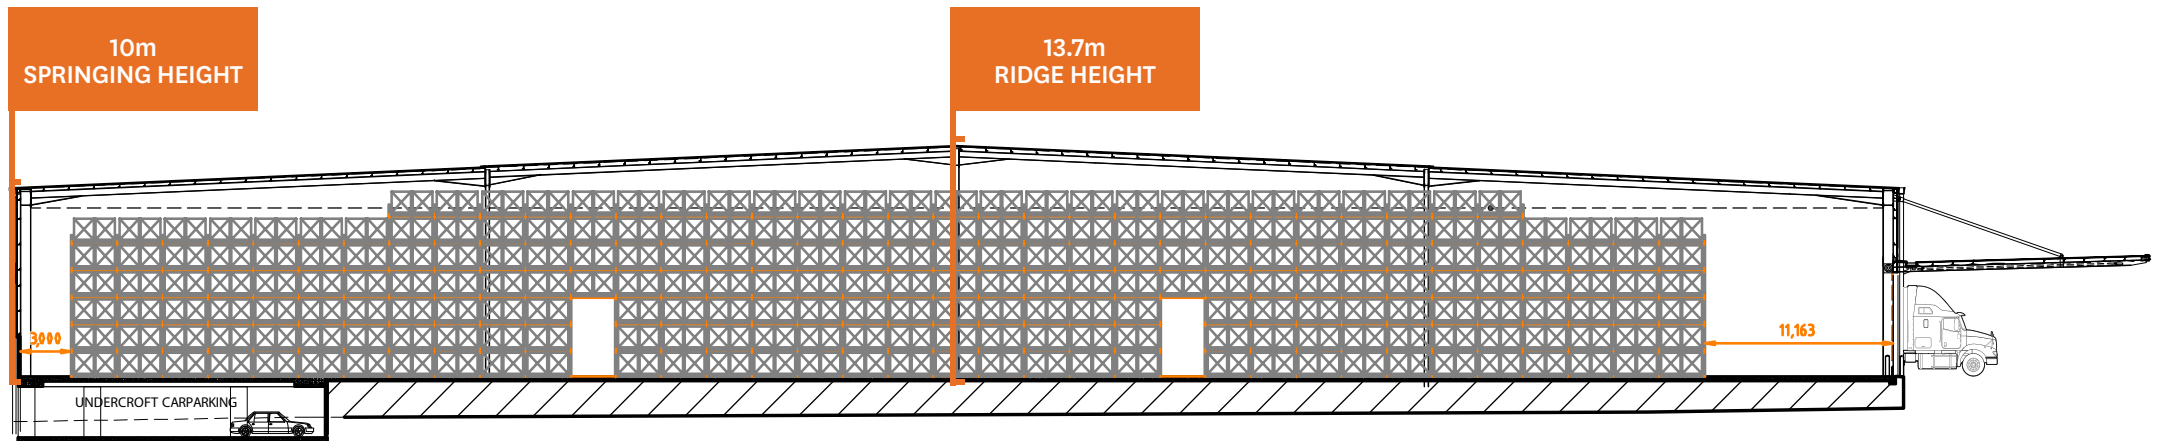 10m
SPRINGING HEIGHT
13.7m
RIDGE HEIGHT
3,000
11,163
UNDERCROFT CARPARKING